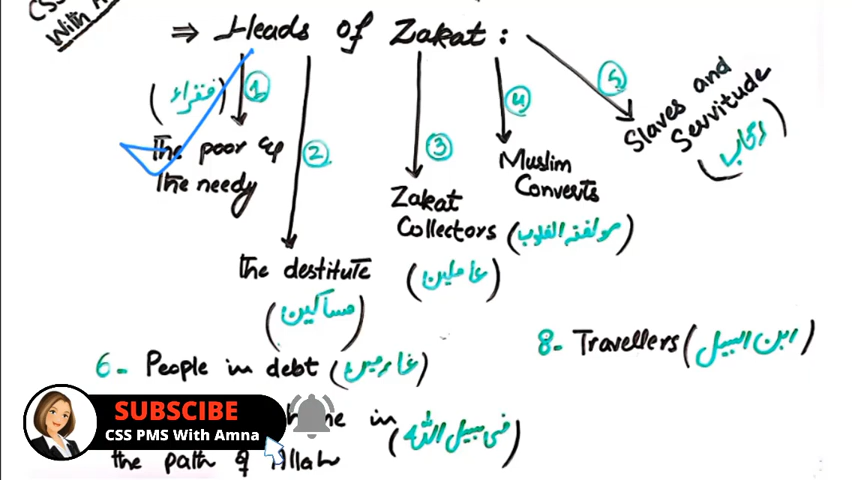 CSS
With A
⇒ Heads of Zakat :
1
(فقراء)
The poor
The needy
2
the destitute
(مساکین)
3
Zakat
Collectors
(عاملین)
4
Muslim
Converts
(مولفتہ القلوب)
5
Slaves and
Servitude
6- People in debt (غارمین)
in
the path of Allah
(فی سبیل اللہ)
8- Travellers (ابن السبیل)
SUBSCIBE
CSS PMS With Amna